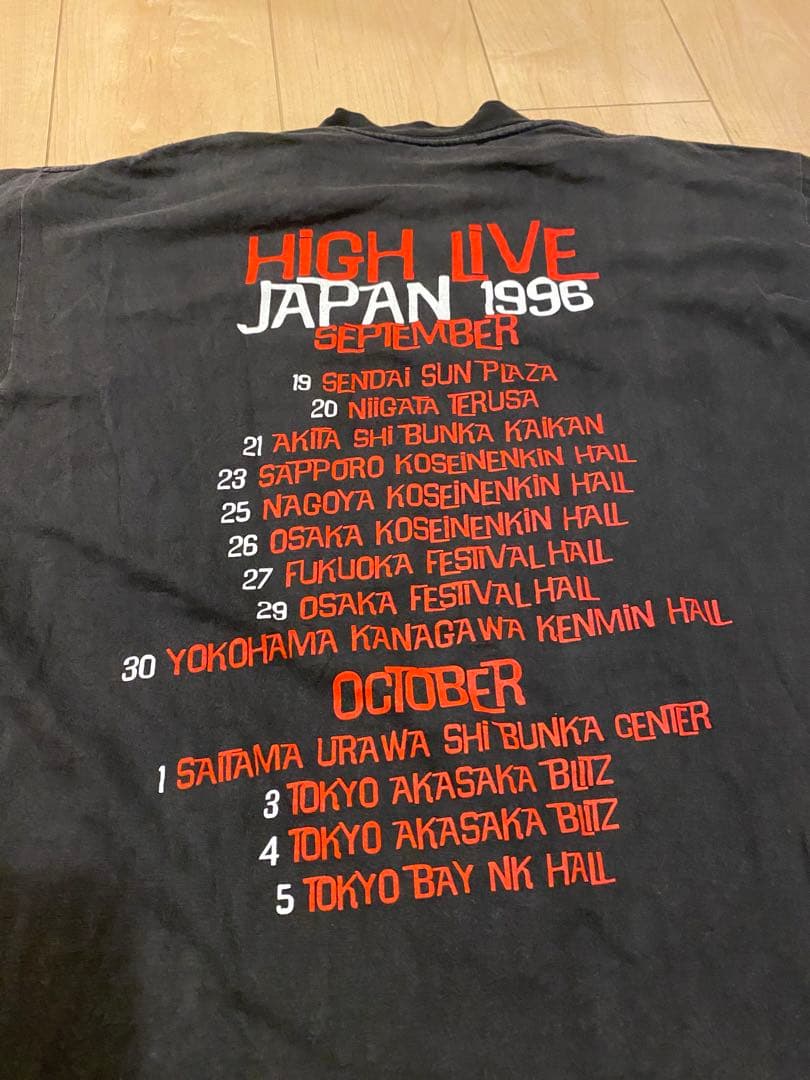 HiGH LiVE
JAPAN 1996
SEPTEMBER
19 SENDAI SUN PLAZA
20 NIIGATA TERUSA
21 AKITA SHI BUNKA KAIKAN
23 SAPPORO KOSEINENKIN HALL
25 NAGOYA KOSEINENKIN HALL
26 OSAKA KOSEINENKIN HALL
27 FUKUOKA FESTIVAL HALL
29 OSAKA FESTIVAL HALL
30 YOKOHAMA KANAGAWA KENMIN HALL
OCTOBER
1 SAITAMA URAWA SHI BUNKA CENTER
3 TOKYO AKASAKA BLITZ
4 TOKYO AKASAKA BLITZ
5 TOKYO BAY NK HALL